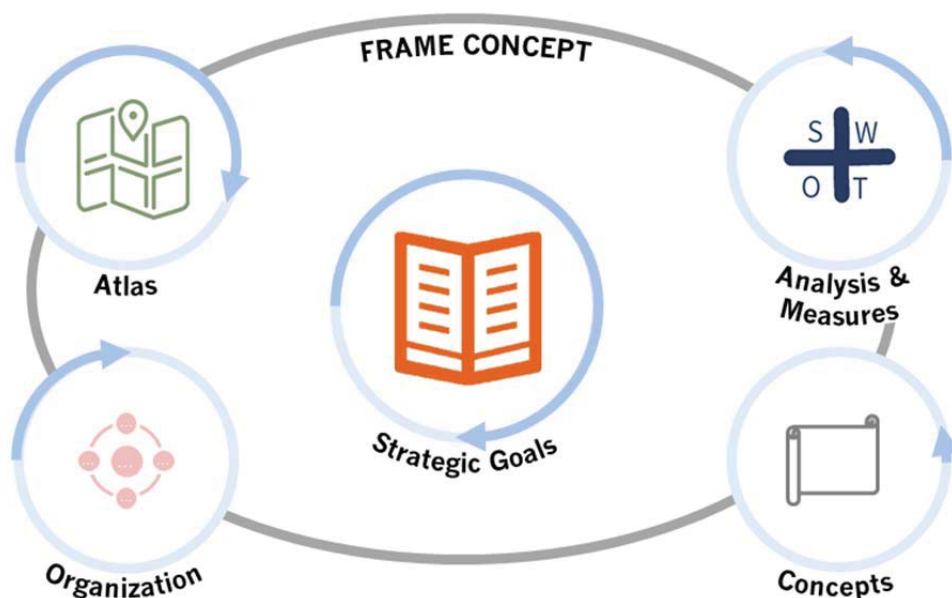 FRAME CONCEPT
S W
O T
Atlas
Analysis &
Measures
Strategic Goals
...
... ... ...
...
Organization
Concepts